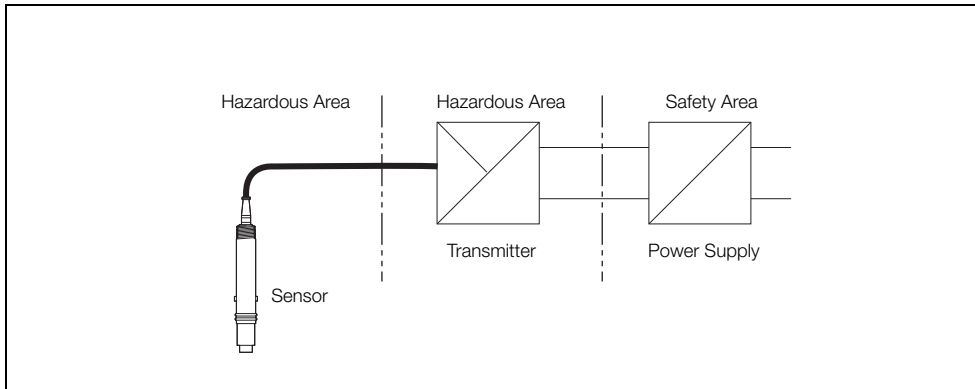 Hazardous Area
Hazardous Area
Safety Area
Transmitter
Power Supply
Sensor